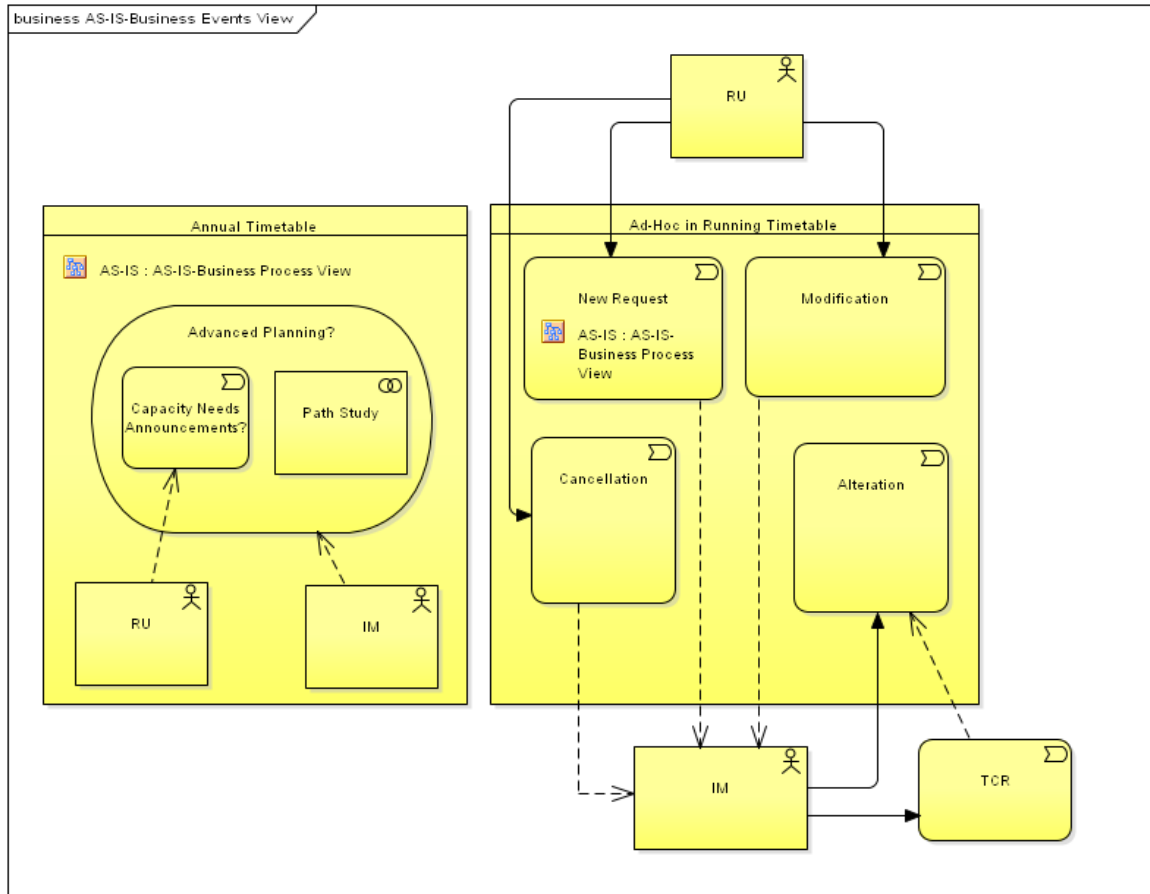 business AS-IS-Business Events View
RU
Annual Timetable
AS-IS : AS-IS-Business Process View
Advanced Planning?
Capacity Needs
Announcements?
Path Study
RU
IM
Ad-Hoc in Running Timetable
New Request
AS-IS : AS-IS-
Business Process
View
Modification
Cancellation
Alteration
IM
TCR